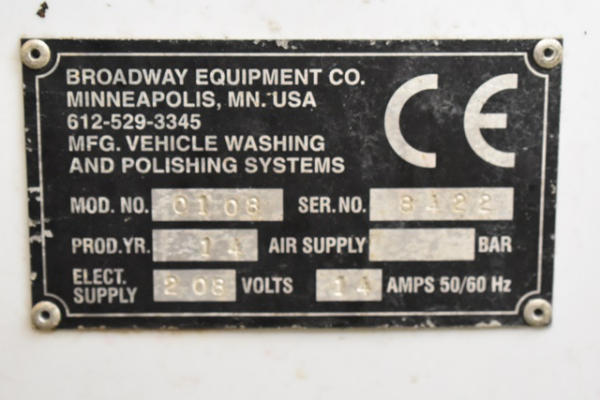 BROADWAY EQUIPMENT CO.
MINNEAPOLIS, MN. USA
612-529-3345
MFG. VEHICLE WASHING
AND POLISHING SYSTEMS
CE
MOD. NO. 0108 SER. NO. 8422
PROD. YR. 14 AIR SUPPLY BAR
ELECT. SUPPLY 208 VOLTS 14 AMPS 50/60 Hz